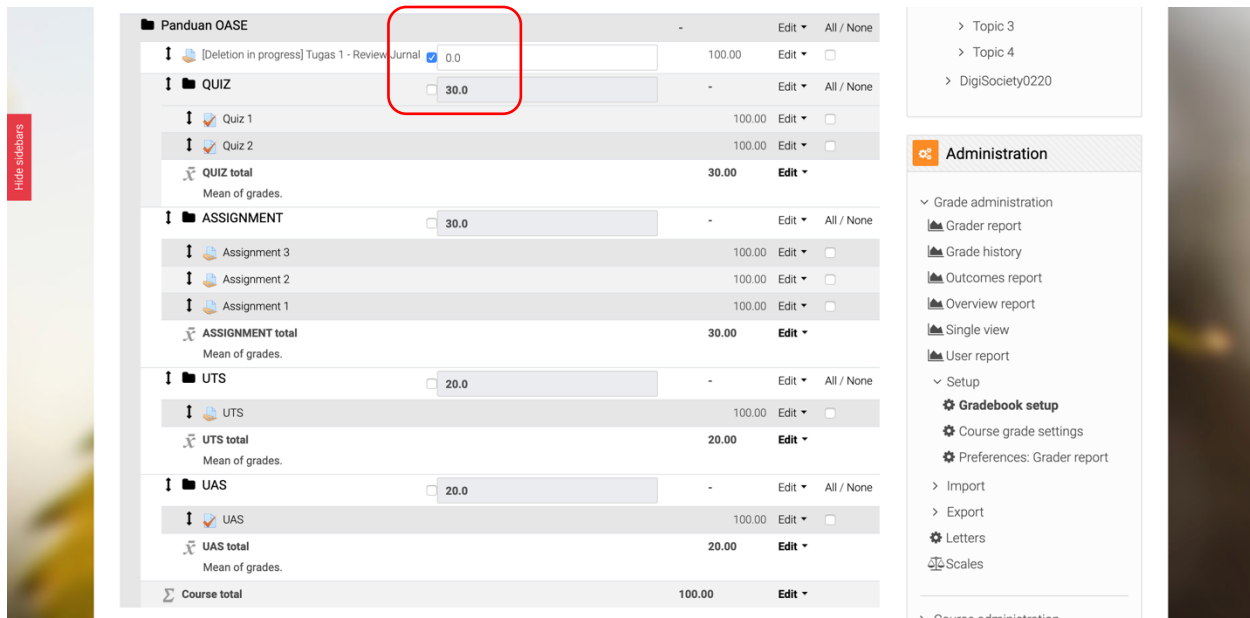 Panduan OASE - Edit All / None
[Deletion in progress] Tugas 1 - Review Jurnal 0.0 100.00 Edit
QUIZ 30.0 - Edit All / None
Quiz 1 100.00 Edit
Quiz 2 100.00 Edit
x̄ QUIZ total 30.00 Edit
Mean of grades.
ASSIGNMENT 30.0 - Edit All / None
Assignment 3 100.00 Edit
Assignment 2 100.00 Edit
Assignment 1 100.00 Edit
x̄ ASSIGNMENT total 30.00 Edit
Mean of grades.
UTS 20.0 - Edit All / None
UTS 100.00 Edit
x̄ UTS total 20.00 Edit
Mean of grades.
UAS 20.0 - Edit All / None
UAS 100.00 Edit
x̄ UAS total 20.00 Edit
Mean of grades.
∑ Course total 100.00 Edit
Hide sidebars
Topic 3
Topic 4
DigiSociety0220
Administration
Grade administration
Grader report
Grade history
Outcomes report
Overview report
Single view
User report
Setup
Gradebook setup
Course grade settings
Preferences: Grader report
Import
Export
Letters
Scales
Course administration